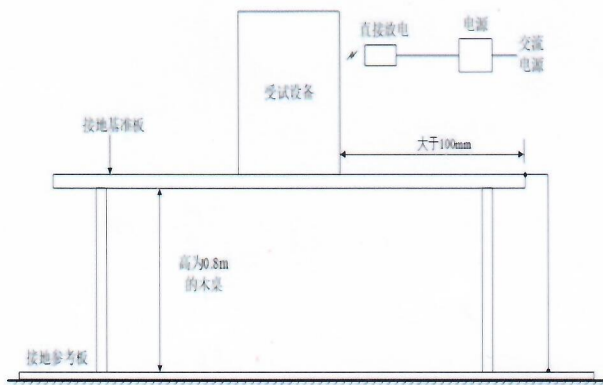 直接放电
电源
交流
电源
受试设备
接地基准板
大于100mm
高为0.8m
的木桌
接地参考板